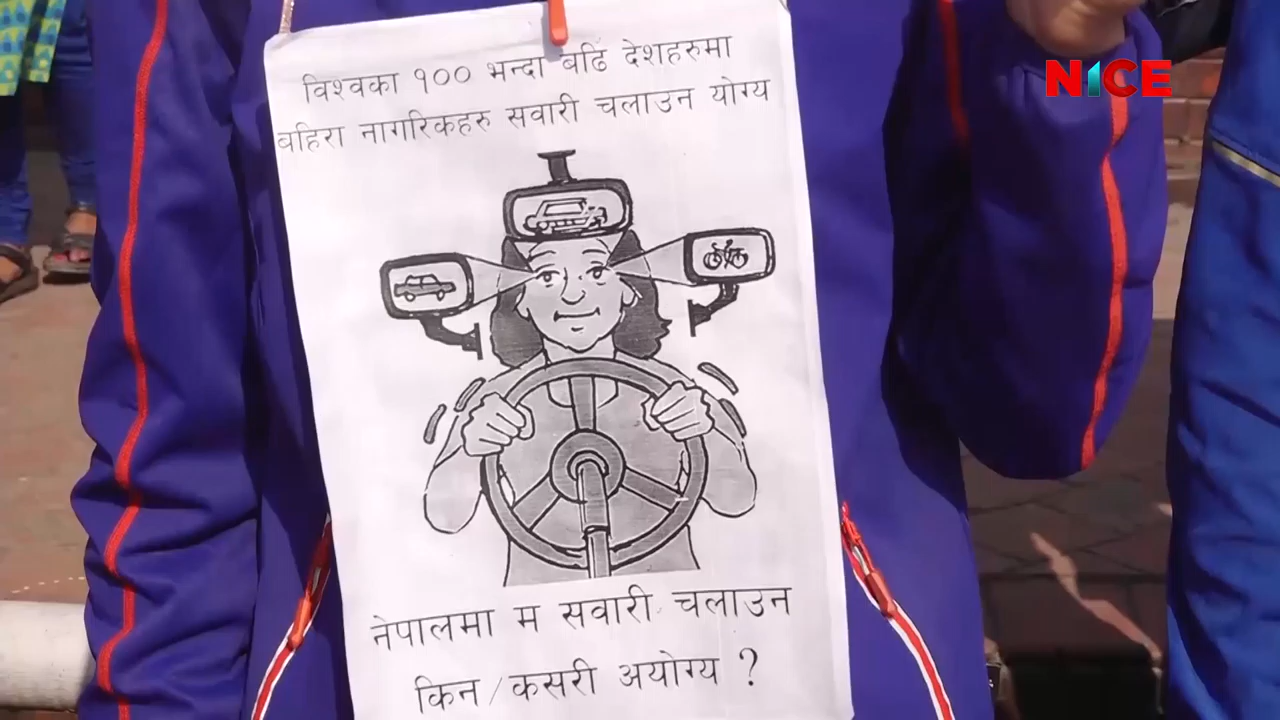 विश्वका १०० भन्दा बढि देशहरुमा
बहिरा नागरिकहरु सवारी चलाउन योग्य
नेपालमा म सवारी चलाउन
किन/कसरी अयोग्य ?
NICE